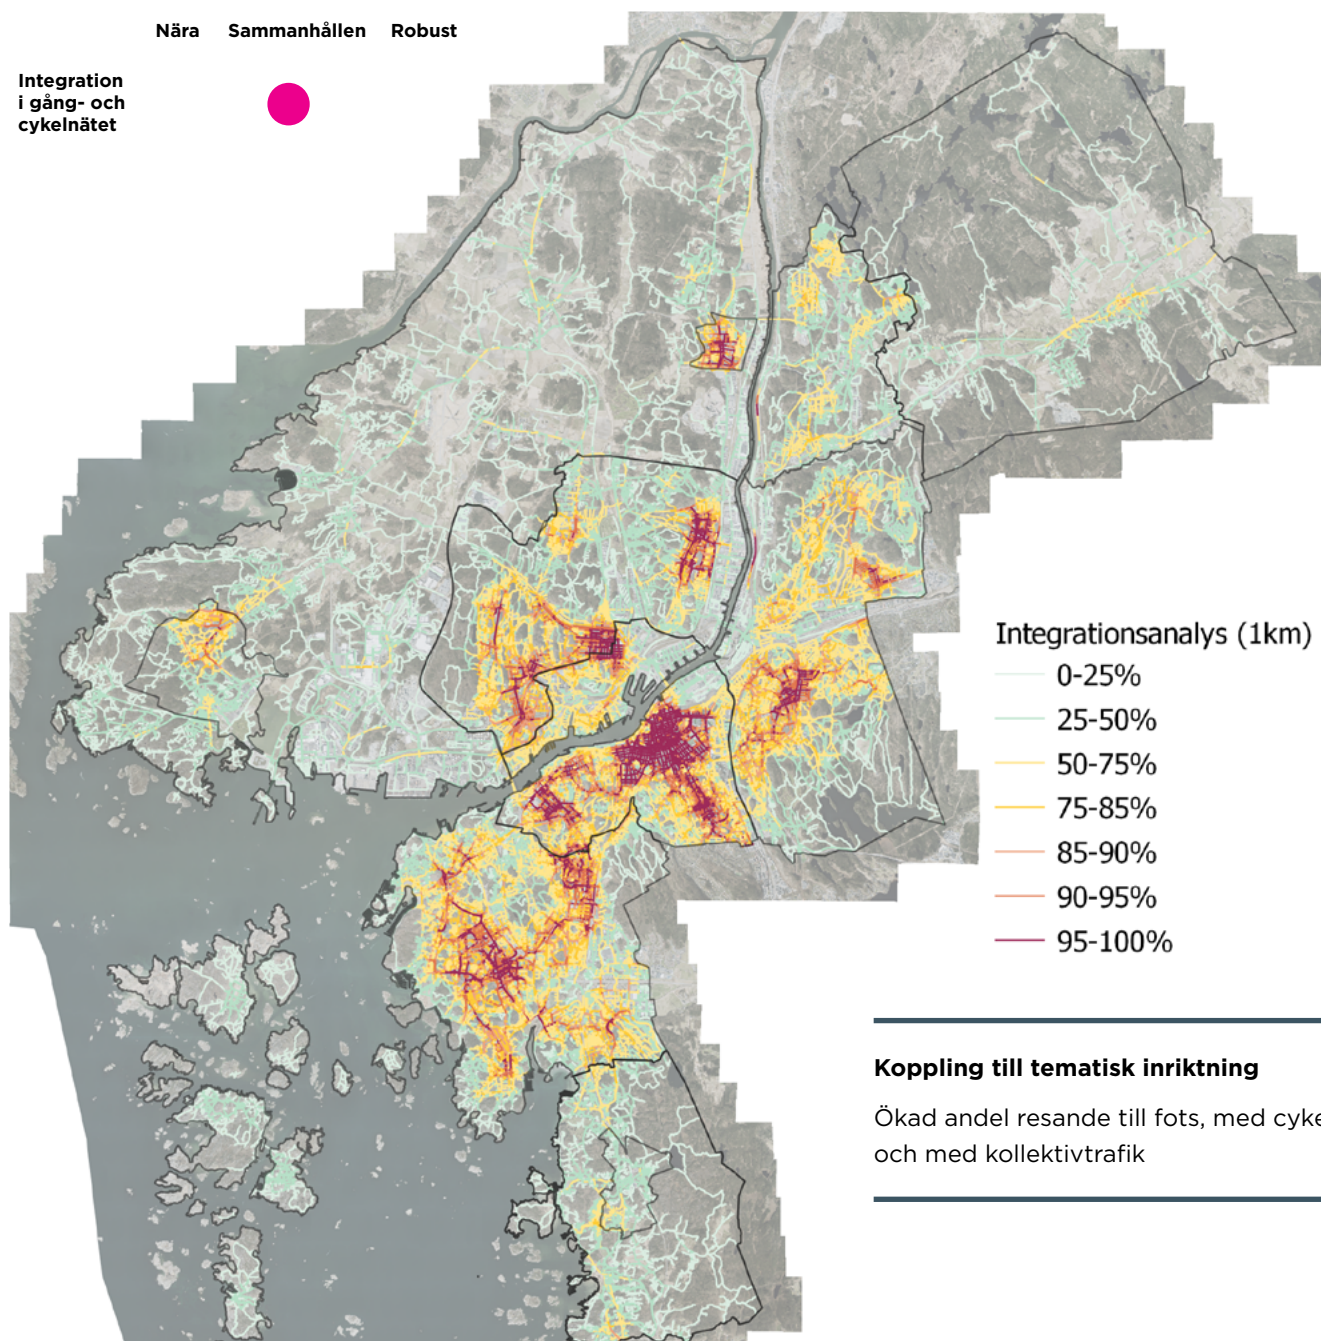 Nära Sammanhållen Robust
Integration
i gång- och
cykelnätet
Integrationsanalys (1km)
0-25%
25-50%
50-75%
75-85%
85-90%
90-95%
95-100%
Koppling till tematisk inriktning
Ökad andel resande till fots, med cyke
och med kollektivtrafik